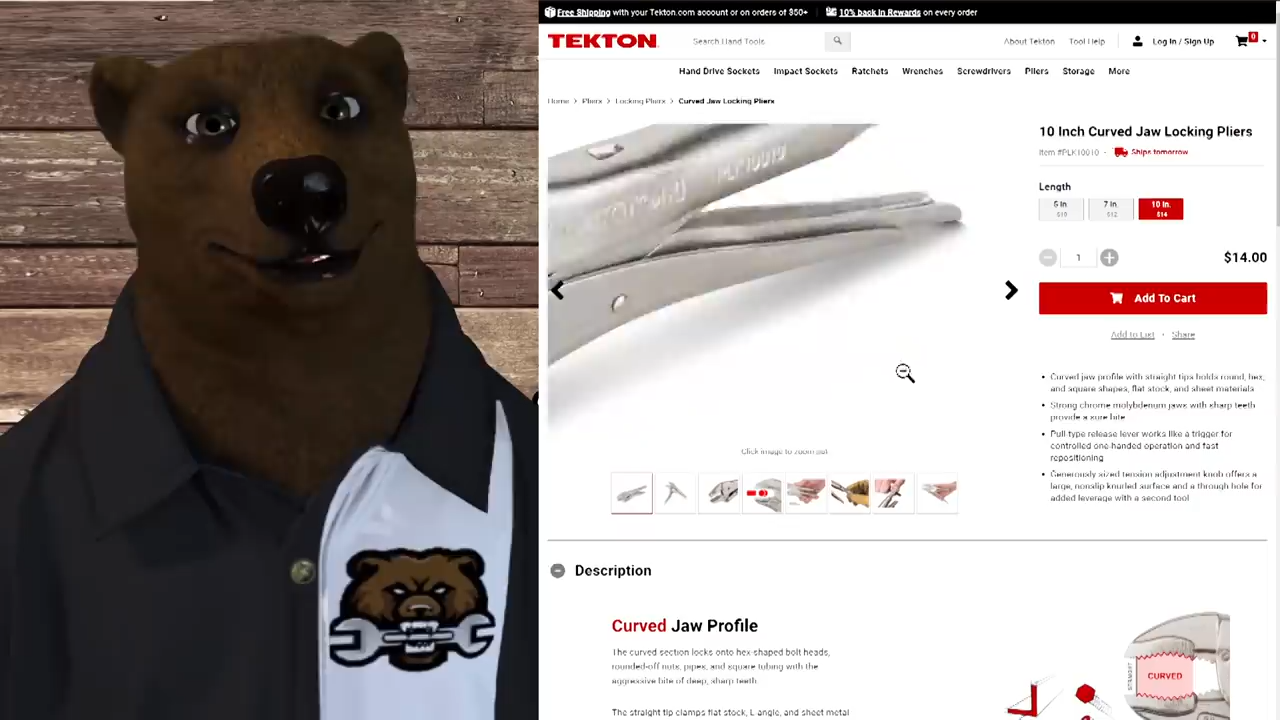 Free Shipping with your Tekton.com account or on orders of $50+
10% back in Rewards on every order
TEKTON
Search Hand Tools
About Tekton
Tool Help
Log In / Sign Up
0
Hand Drive Sockets
Impact Sockets
Ratchets
Wrenches
Screwdrivers
Pliers
Storage
More
Home > Pliers > Locking Pliers > Curved Jaw Locking Pliers
PLK10010
10 Inch Curved Jaw Locking Pliers
Item #PLK10010 · Ships tomorrow
Length
7 in. $12
10 in. $14
1
$14.00
Add To Cart
Add to List · Share
Curved jaw profile with straight tips holds round, hex,
and square shapes, flat stock, and sheet materials
Strong chrome molybdenum jaws with sharp teeth
provide a sure bite
Pull type release lever works like a trigger for
controlled one-handed operation and fast
repositioning
Generously sized tension adjustment knob offers a
large, nonslip knurled surface and a through hole for
added leverage with a second tool
Click image to zoom out
Description
Curved Jaw Profile
The curved section locks onto hex-shaped bolt heads,
rounded-off nuts, pipes, and square tubing with the
aggressive bite of deep, sharp teeth.
The straight tip clamps flat stock, L-angle, and sheet metal
STRAIGHT
CURVED